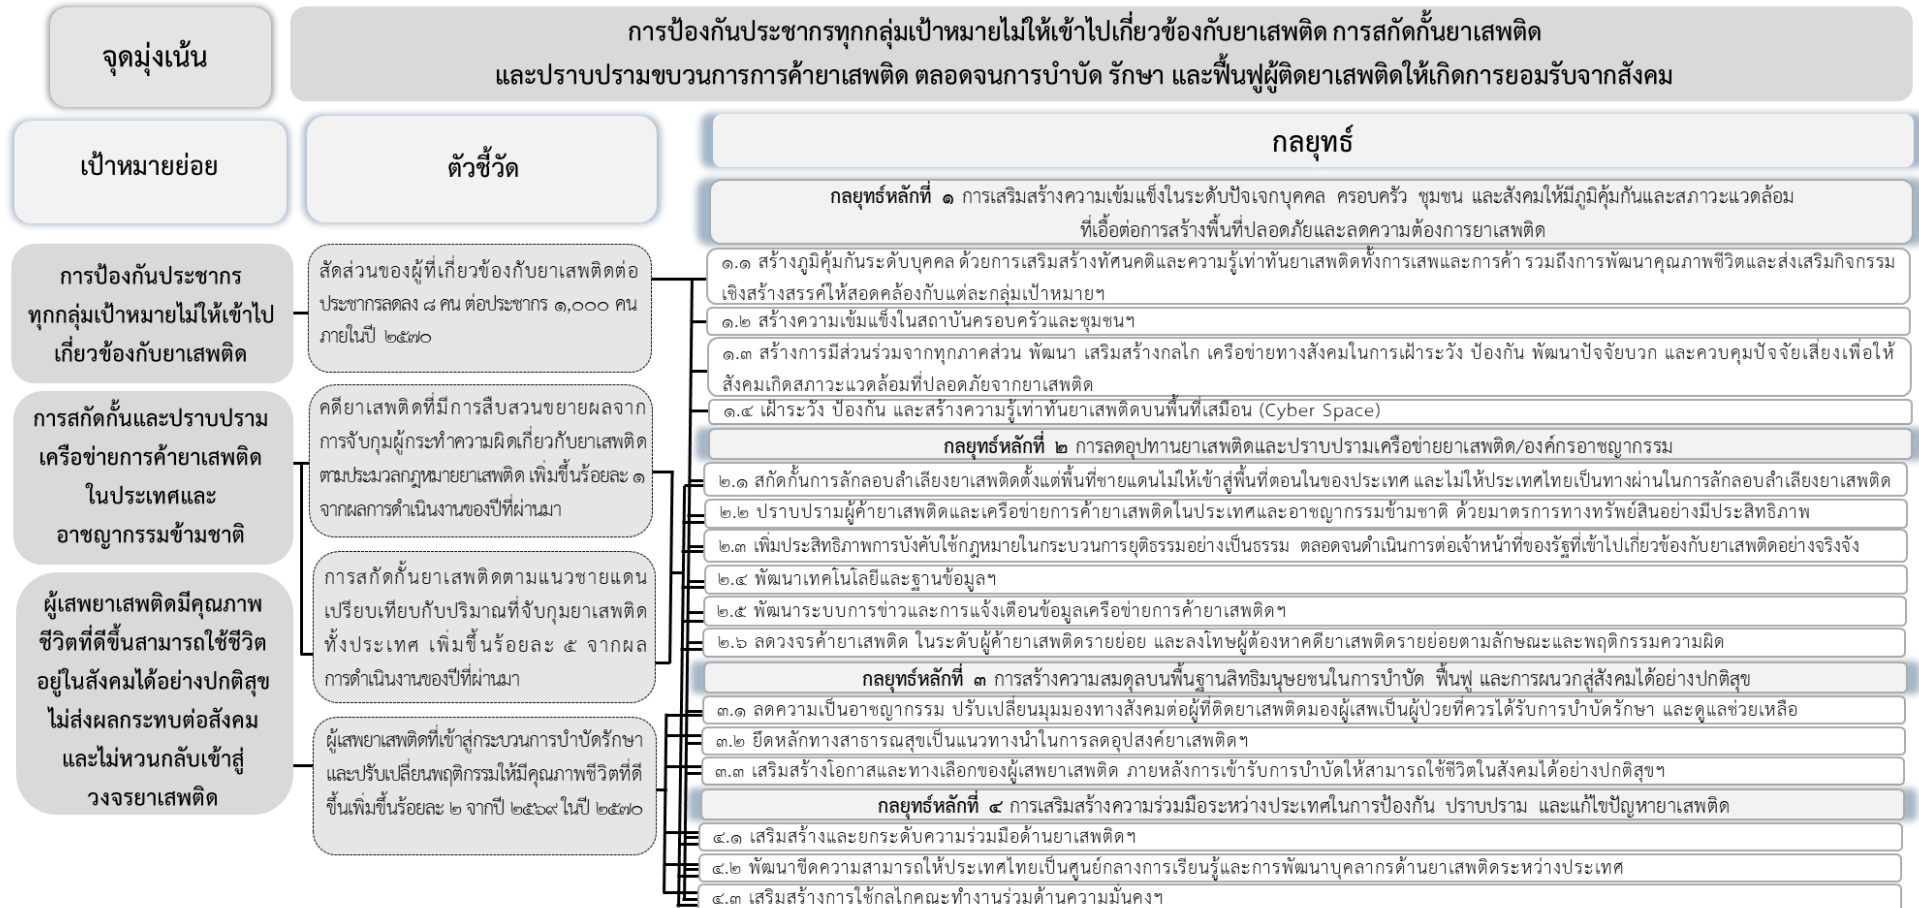 จุดมุ่งเน้น
การป้องกันประชากรทุกกลุ่มเป้าหมายไม่ให้เข้าไปเกี่ยวข้องกับยาเสพติด การสกัดกั้นยาเสพติด
และปราบปรามขบวนการการค้ายาเสพติด ตลอดจนการบำบัด รักษา และฟื้นฟูผู้ติดยาเสพติดให้เกิดการยอมรับจากสังคม
เป้าหมายย่อย
ตัวชี้วัด
กลยุทธ์
การป้องกันประชากร
ทุกกลุ่มเป้าหมายไม่ให้เข้าไป
เกี่ยวข้องกับยาเสพติด
การสกัดกั้นและปราบปราม
เครือข่ายการค้ายาเสพติด
ในประเทศและ
อาชญากรรมข้ามชาติ
ผู้เสพยาเสพติดมีคุณภาพ
ชีวิตที่ดีขึ้นสามารถใช้ชีวิต
อยู่ในสังคมได้อย่างปกติสุข
ไม่ส่งผลกระทบต่อสังคม
และไม่หวนกลับเข้าสู่
วงจรยาเสพติด
สัดส่วนของผู้ที่เกี่ยวข้องกับยาเสพติดต่อ
ประชากรลดลง ๘ คน ต่อประชากร ๑,๐๐๐ คน
ภายในปี ๒๕๗๐
คดียาเสพติดที่มีการสืบสวนขยายผลจาก
การจับกุมผู้กระทำความผิดเกี่ยวกับยาเสพติด
ตามประมวลกฎหมายยาเสพติด เพิ่มขึ้นร้อยละ ๑
จากผลการดำเนินงานของปีที่ผ่านมา
การสกัดกั้นยาเสพติดตามแนวชายแดน
เปรียบเทียบกับปริมาณที่จับกุมยาเสพติด
ทั้งประเทศ เพิ่มขึ้นร้อยละ ๕ จากผล
การดำเนินงานของปีที่ผ่านมา
ผู้เสพยาเสพติดที่เข้าสู่กระบวนการบำบัดรักษา
และปรับเปลี่ยนพฤติกรรมให้มีคุณภาพชีวิตที่ดี
ขึ้นเพิ่มขึ้นร้อยละ ๒ จากปี ๒๕๖๙ ในปี ๒๕๗๐
กลยุทธ์หลักที่ ๑ การเสริมสร้างความเข้มแข็งในระดับปัจเจกบุคคล ครอบครัว ชุมชน และสังคมให้มีภูมิคุ้มกันและสภาวะแวดล้อม
ที่เอื้อต่อการสร้างพื้นที่ปลอดภัยและลดความต้องการยาเสพติด
๑.๑ สร้างภูมิคุ้มกันระดับบุคคล ด้วยการเสริมสร้างทัศนคติและความรู้เท่าทันยาเสพติดทั้งการเสพและการค้า รวมถึงการพัฒนาคุณภาพชีวิตและส่งเสริมกิจกรรม
เชิงสร้างสรรค์ให้สอดคล้องกับแต่ละกลุ่มเป้าหมายฯ
๑.๒ สร้างความเข้มแข็งในสถาบันครอบครัวและชุมชนฯ
๑.๓ สร้างการมีส่วนร่วมจากทุกภาคส่วน พัฒนา เสริมสร้างกลไก เครือข่ายทางสังคมในการเฝ้าระวัง ป้องกัน พัฒนาปัจจัยบวก และควบคุมปัจจัยเสี่ยงเพื่อให้
สังคมเกิดสภาวะแวดล้อมที่ปลอดภัยจากยาเสพติด
๑.๔ เฝ้าระวัง ป้องกัน และสร้างความรู้เท่าทันยาเสพติดบนพื้นที่เสมือน (Cyber Space)
กลยุทธ์หลักที่ ๒ การลดอุปทานยาเสพติดและปราบปรามเครือข่ายยาเสพติด/องค์กรอาชญากรรม
๒.๑ สกัดกั้นการลักลอบลำเลียงยาเสพติดตั้งแต่พื้นที่ชายแดนไม่ให้เข้าสู่พื้นที่ตอนในของประเทศ และไม่ให้ประเทศไทยเป็นทางผ่านในการลักลอบลำเลียงยาเสพติด
๒.๒ ปราบปรามผู้ค้ายาเสพติดและเครือข่ายการค้ายาเสพติดในประเทศและอาชญากรรมข้ามชาติ ด้วยมาตรการทางทรัพย์สินอย่างมีประสิทธิภาพ
๒.๓ เพิ่มประสิทธิภาพการบังคับใช้กฎหมายในกระบวนการยุติธรรมอย่างเป็นธรรม ตลอดจนดำเนินการต่อเจ้าหน้าที่ของรัฐที่เข้าไปเกี่ยวข้องกับยาเสพติดอย่างจริงจัง
๒.๔ พัฒนาเทคโนโลยีและฐานข้อมูลฯ
๒.๕ พัฒนาระบบการข่าวและการแจ้งเตือนข้อมูลเครือข่ายการค้ายาเสพติดฯ
๒.๖ ลดวงจรค้ายาเสพติด ในระดับผู้ค้ายาเสพติดรายย่อย และลงโทษผู้ต้องหาคดียาเสพติดรายย่อยตามลักษณะและพฤติกรรมความผิด
กลยุทธ์หลักที่ ๓ การสร้างความสมดุลบนพื้นฐานสิทธิมนุษยชนในการบำบัด ฟื้นฟู และการผนวกสู่สังคมได้อย่างปกติสุข
๓.๑ ลดความเป็นอาชญากรรม ปรับเปลี่ยนมุมมองทางสังคมต่อผู้ที่ติดยาเสพติดมองผู้เสพเป็นผู้ป่วยที่ควรได้รับการบำบัดรักษา และดูแลช่วยเหลือ
๓.๒ ยึดหลักทางสาธารณสุขเป็นแนวทางนำในการลดอุปสงค์ยาเสพติดฯ
๓.๓ เสริมสร้างโอกาสและทางเลือกของผู้เสพยาเสพติด ภายหลังการเข้ารับการบำบัดให้สามารถใช้ชีวิตในสังคมได้อย่างปกติสุขฯ
กลยุทธ์หลักที่ ๔ การเสริมสร้างความร่วมมือระหว่างประเทศในการป้องกัน ปราบปราม และแก้ไขปัญหายาเสพติด
๔.๑ เสริมสร้างและยกระดับความร่วมมือด้านยาเสพติดฯ
๔.๒ พัฒนาขีดความสามารถให้ประเทศไทยเป็นศูนย์กลางการเรียนรู้และการพัฒนาบุคลากรด้านยาเสพติดระหว่างประเทศ
๔.๓ เสริมสร้างการใช้กลไกคณะทำงานร่วมด้านความมั่นคงฯ